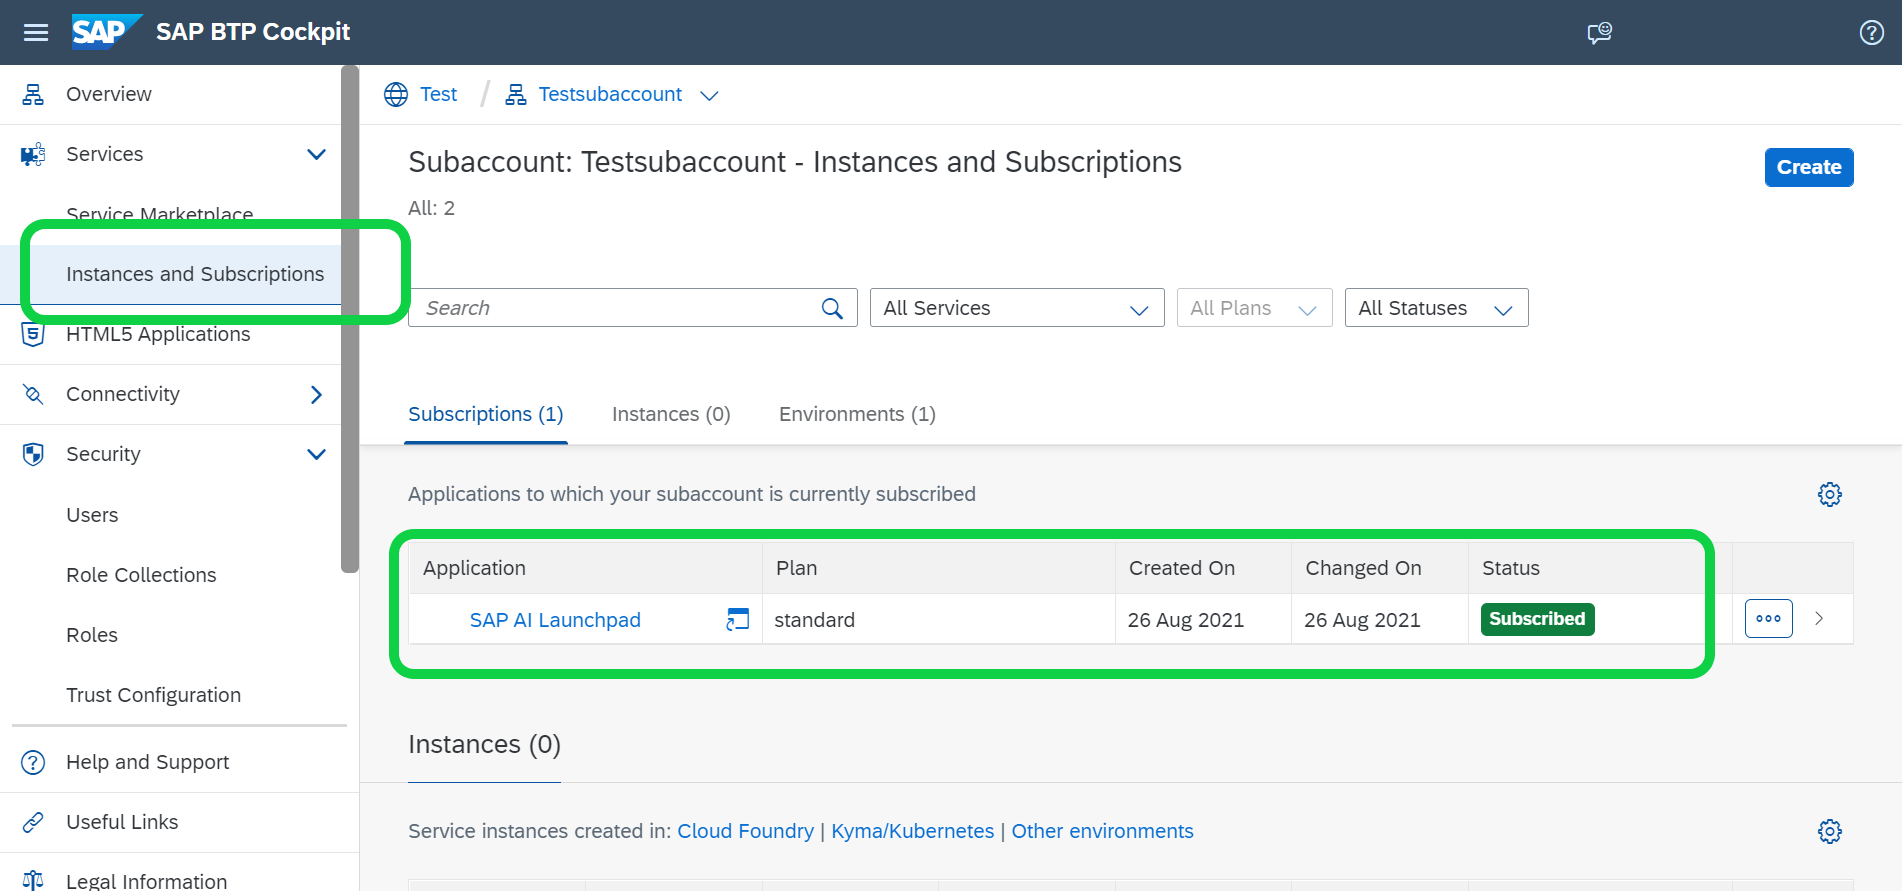 SAP SAP BTP Cockpit
Overview
Services
Service Marketplace
Instances and Subscriptions
HTML5 Applications
Connectivity
Security
Users
Role Collections
Roles
Trust Configuration
Help and Support
Useful Links
Legal Information
Test / Testsubaccount
Subaccount: Testsubaccount - Instances and Subscriptions
Create
All: 2
Search All Services All Plans All Statuses
Subscriptions (1) Instances (0) Environments (1)
Applications to which your subaccount is currently subscribed
Application Plan Created On Changed On Status
SAP AI Launchpad standard 26 Aug 2021 26 Aug 2021 Subscribed
Instances (0)
Service instances created in: Cloud Foundry | Kyma/Kubernetes | Other environments